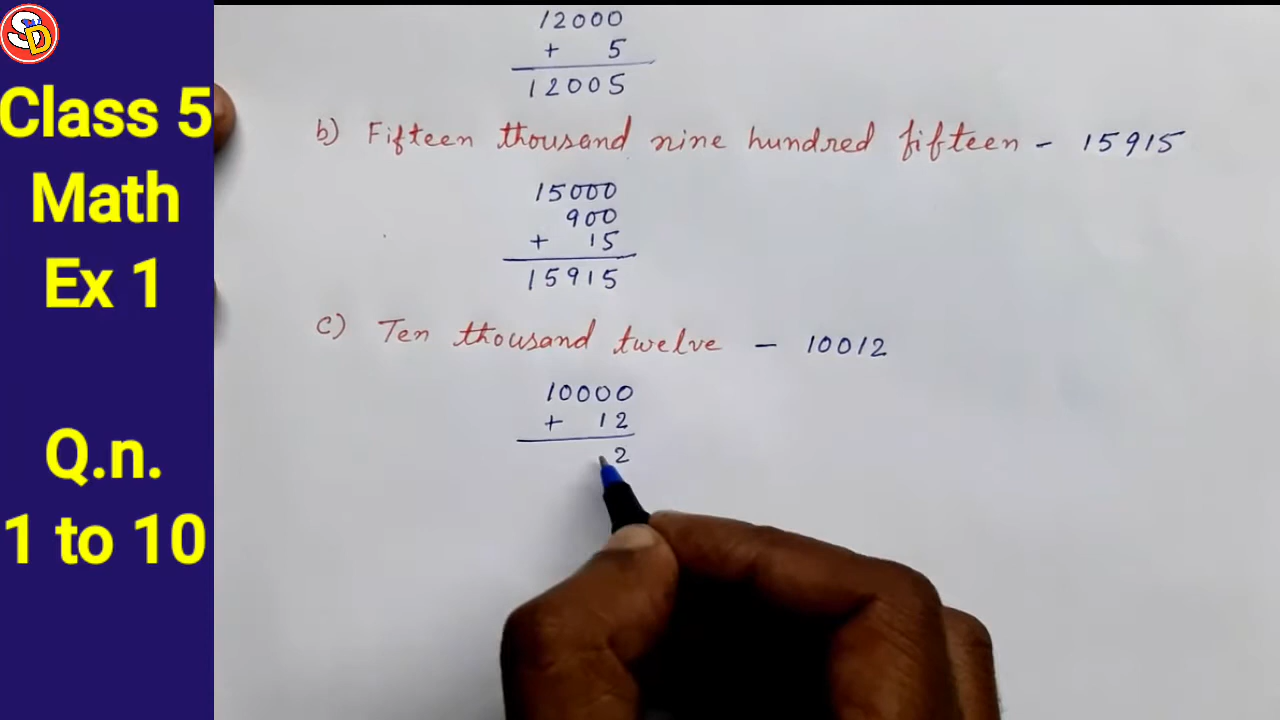 SD
Class 5
Math
Ex 1
Q.n.
1 to 10
12000
+ 5
12005
b) Fifteen thousand nine hundred fifteen - 15915
15000
900
+ 15
15915
c) Ten thousand twelve - 10012
10000
+ 12
2